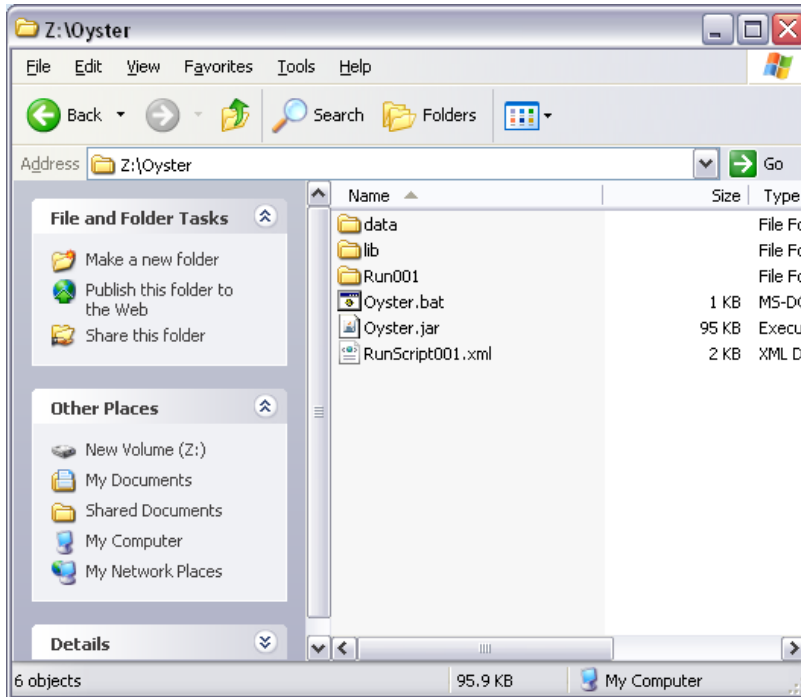 Z:\Oyster
File Edit View Favorites Tools Help
Back Search Folders
Address Z:\Oyster Go
File and Folder Tasks
Make a new folder
Publish this folder to
the Web
Share this folder
Other Places
New Volume (Z:)
My Documents
Shared Documents
My Computer
My Network Places
Details
Name Size Type
data File Fo
lib File Fo
Run001 File Fo
Oyster.bat 1 KB MS-DO
Oyster.jar 95 KB Execu
RunScript001.xml 2 KB XML D
6 objects 95.9 KB My Computer